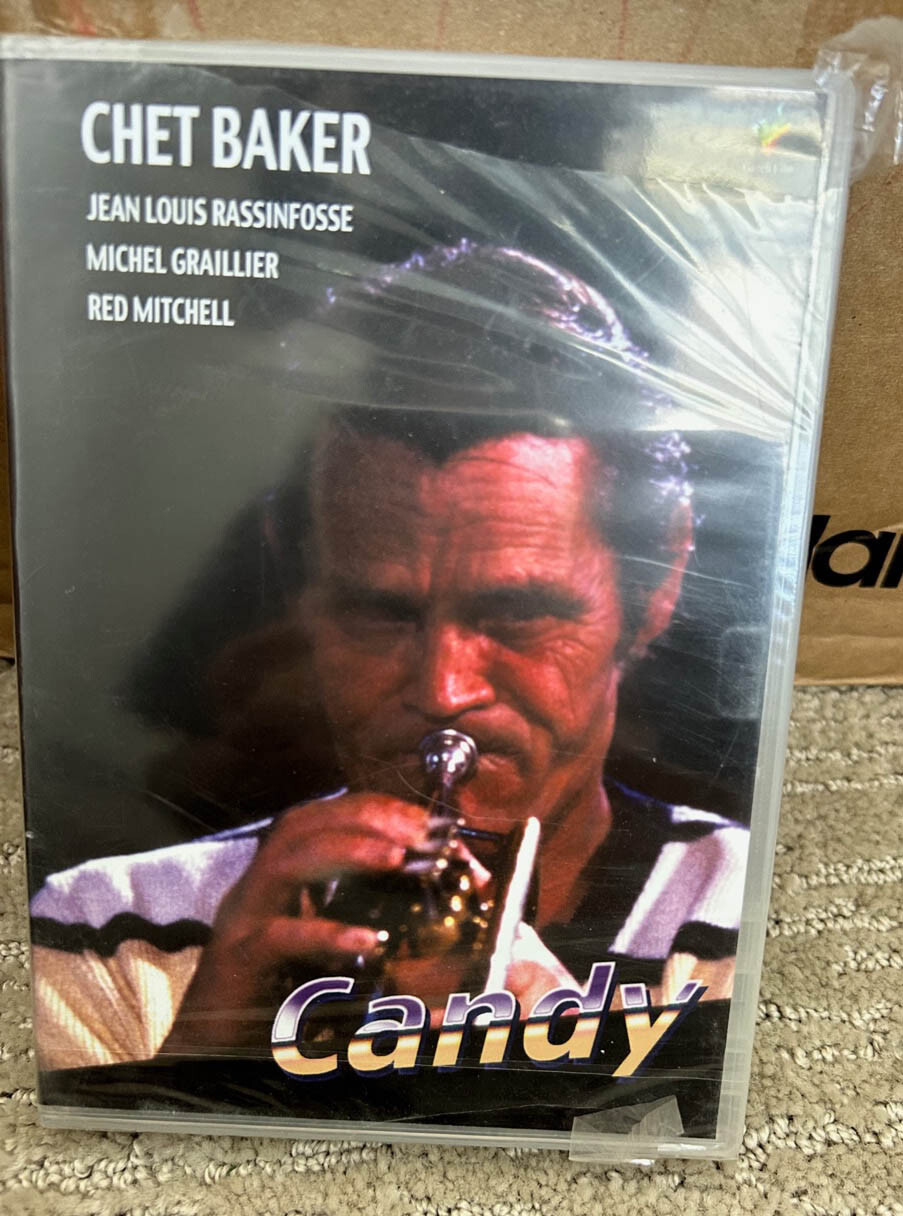 CHET BAKER
JEAN LOUIS RASSINFOSSE
MICHEL GRAILLIER
RED MITCHELL
Candy